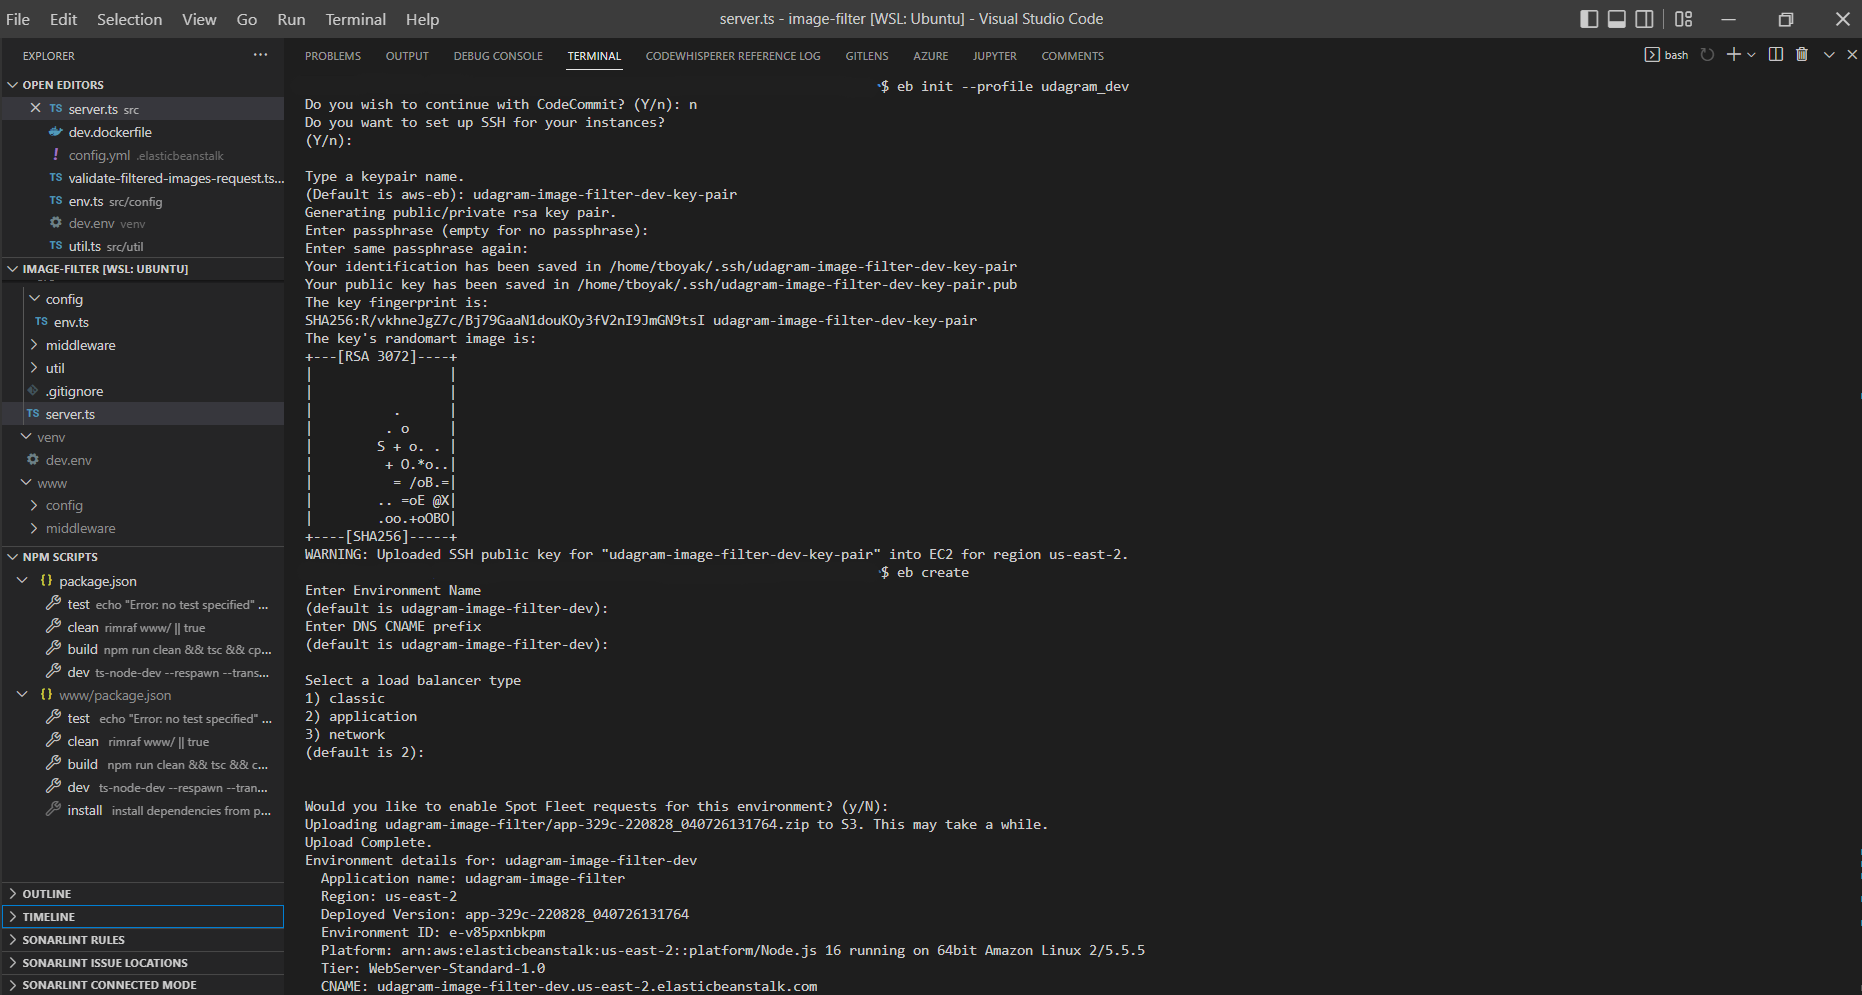 File Edit Selection View Go Run Terminal Help
server.ts - image-filter [WSL: Ubuntu] - Visual Studio Code
EXPLORER
OPEN EDITORS
TS server.ts src
dev.dockerfile
! config.yml .elasticbeanstalk
TS validate-filtered-images-request.ts...
TS env.ts src/config
dev.env venv
TS util.ts src/util
IMAGE-FILTER [WSL: UBUNTU]
config
TS env.ts
middleware
util
.gitignore
TS server.ts
venv
dev.env
www
config
middleware
NPM SCRIPTS
{} package.json
test echo "Error: no test specified" ...
clean rimraf www/ || true
build npm run clean && tsc && cp...
dev ts-node-dev --respawn --trans...
{} www/package.json
test echo "Error: no test specified" ...
clean rimraf www/ || true
build npm run clean && tsc && c...
dev ts-node-dev --respawn --tran...
install install dependencies from p...
OUTLINE
TIMELINE
SONARLINT RULES
SONARLINT ISSUE LOCATIONS
SONARLINT CONNECTED MODE
PROBLEMS OUTPUT DEBUG CONSOLE TERMINAL CODEWHISPERER REFERENCE LOG GITLENS AZURE JUPYTER COMMENTS
bash
$ eb init --profile udagram_dev
Do you wish to continue with CodeCommit? (Y/n): n
Do you want to set up SSH for your instances?
(Y/n):
Type a keypair name.
(Default is aws-eb): udagram-image-filter-dev-key-pair
Generating public/private rsa key pair.
Enter passphrase (empty for no passphrase):
Enter same passphrase again:
Your identification has been saved in /home/tboyak/.ssh/udagram-image-filter-dev-key-pair
Your public key has been saved in /home/tboyak/.ssh/udagram-image-filter-dev-key-pair.pub
The key fingerprint is:
SHA256:R/vkhneJgZ7c/Bj79GaaN1douKOy3fV2nI9JmGN9tsI udagram-image-filter-dev-key-pair
The key's randomart image is:
+---[RSA 3072]----+
|                 |
|                 |
|          .      |
|         . o     |
|        S + o. . |
|         + O.*o..|
|          = /oB.=|
|        .. =oE @X|
|        .oo.+oOBO|
+----[SHA256]-----+
WARNING: Uploaded SSH public key for "udagram-image-filter-dev-key-pair" into EC2 for region us-east-2.
$ eb create
Enter Environment Name
(default is udagram-image-filter-dev):
Enter DNS CNAME prefix
(default is udagram-image-filter-dev):
Select a load balancer type
1) classic
2) application
3) network
(default is 2):
Would you like to enable Spot Fleet requests for this environment? (y/N):
Uploading udagram-image-filter/app-329c-220828_040726131764.zip to S3. This may take a while.
Upload Complete.
Environment details for: udagram-image-filter-dev
Application name: udagram-image-filter
Region: us-east-2
Deployed Version: app-329c-220828_040726131764
Environment ID: e-v85pxnbkpm
Platform: arn:aws:elasticbeanstalk:us-east-2::platform/Node.js 16 running on 64bit Amazon Linux 2/5.5.5
Tier: WebServer-Standard-1.0
CNAME: udagram-image-filter-dev.us-east-2.elasticbeanstalk.com